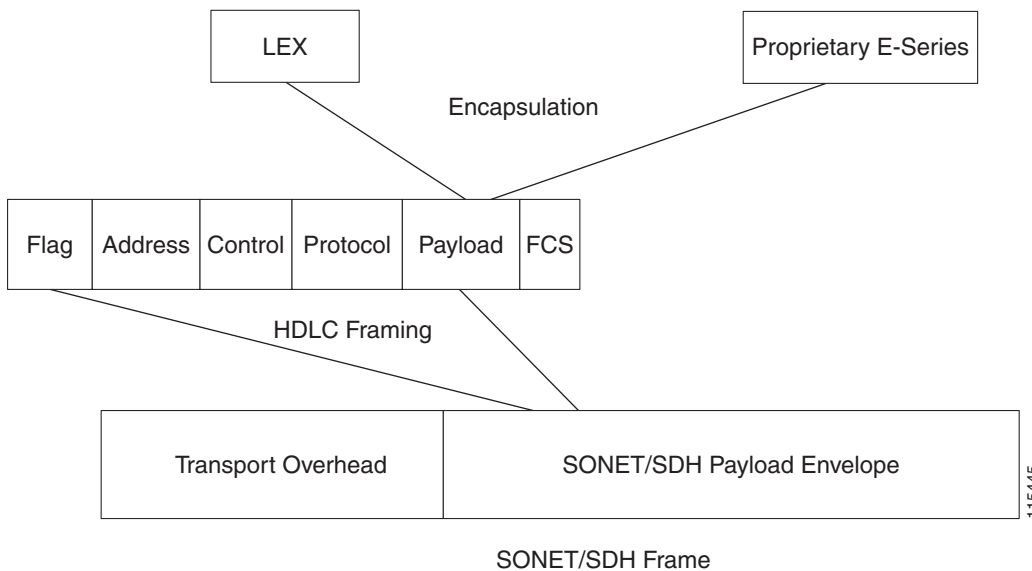 LEX
Proprietary E-Series
Encapsulation
Flag
Address
Control
Protocol
Payload
FCS
HDLC Framing
Transport Overhead
SONET/SDH Payload Envelope
115445
SONET/SDH Frame